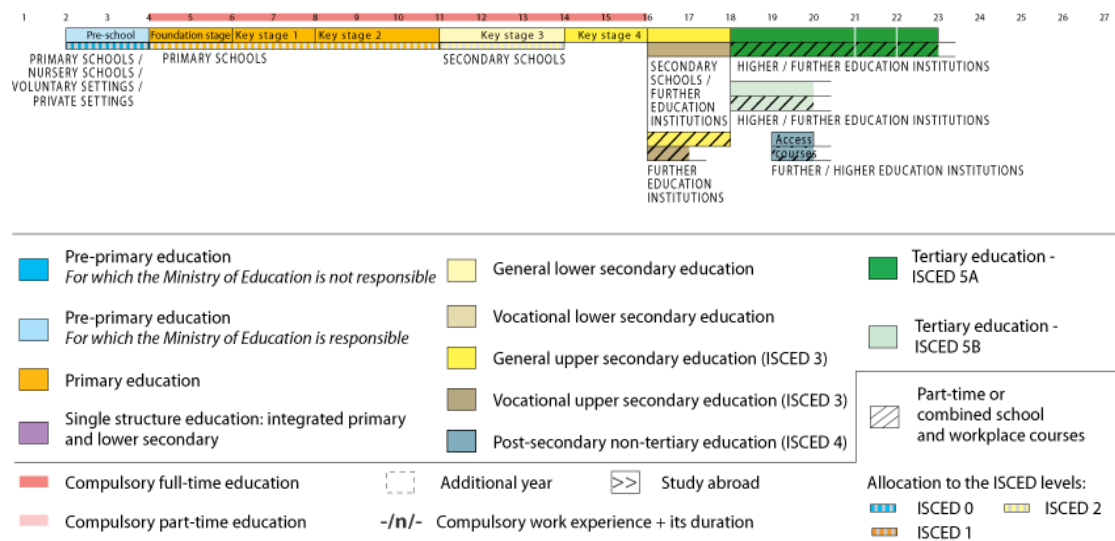 1 2 3 4 5 6 7 8 9 10 11 12 13 14 15 16 17 18 19 20 21 22 23 24 25 26 27
Pre-school Foundation stage Key stage 1 Key stage 2 Key stage 3 Key stage 4
PRIMARY SCHOOLS /
NURSERY SCHOOLS /
VOLUNTARY SETTINGS /
PRIVATE SETTINGS
PRIMARY SCHOOLS
SECONDARY SCHOOLS
SECONDARY
SCHOOLS /
FURTHER
EDUCATION
INSTITUTIONS
HIGHER / FURTHER EDUCATION INSTITUTIONS
HIGHER / FURTHER EDUCATION INSTITUTIONS
Access
courses
FURTHER / HIGHER EDUCATION INSTITUTIONS
FURTHER
EDUCATION
INSTITUTIONS
Pre-primary education
For which the Ministry of Education is not responsible
Pre-primary education
For which the Ministry of Education is responsible
Primary education
Single structure education: integrated primary
and lower secondary
General lower secondary education
Vocational lower secondary education
General upper secondary education (ISCED 3)
Vocational upper secondary education (ISCED 3)
Post-secondary non-tertiary education (ISCED 4)
Tertiary education -
ISCED 5A
Tertiary education -
ISCED 5B
Part-time or
combined school
and workplace courses
Compulsory full-time education
Additional year
>> Study abroad
Compulsory part-time education
-/n/- Compulsory work experience + its duration
Allocation to the ISCED levels:
ISCED 0 ISCED 2
ISCED 1